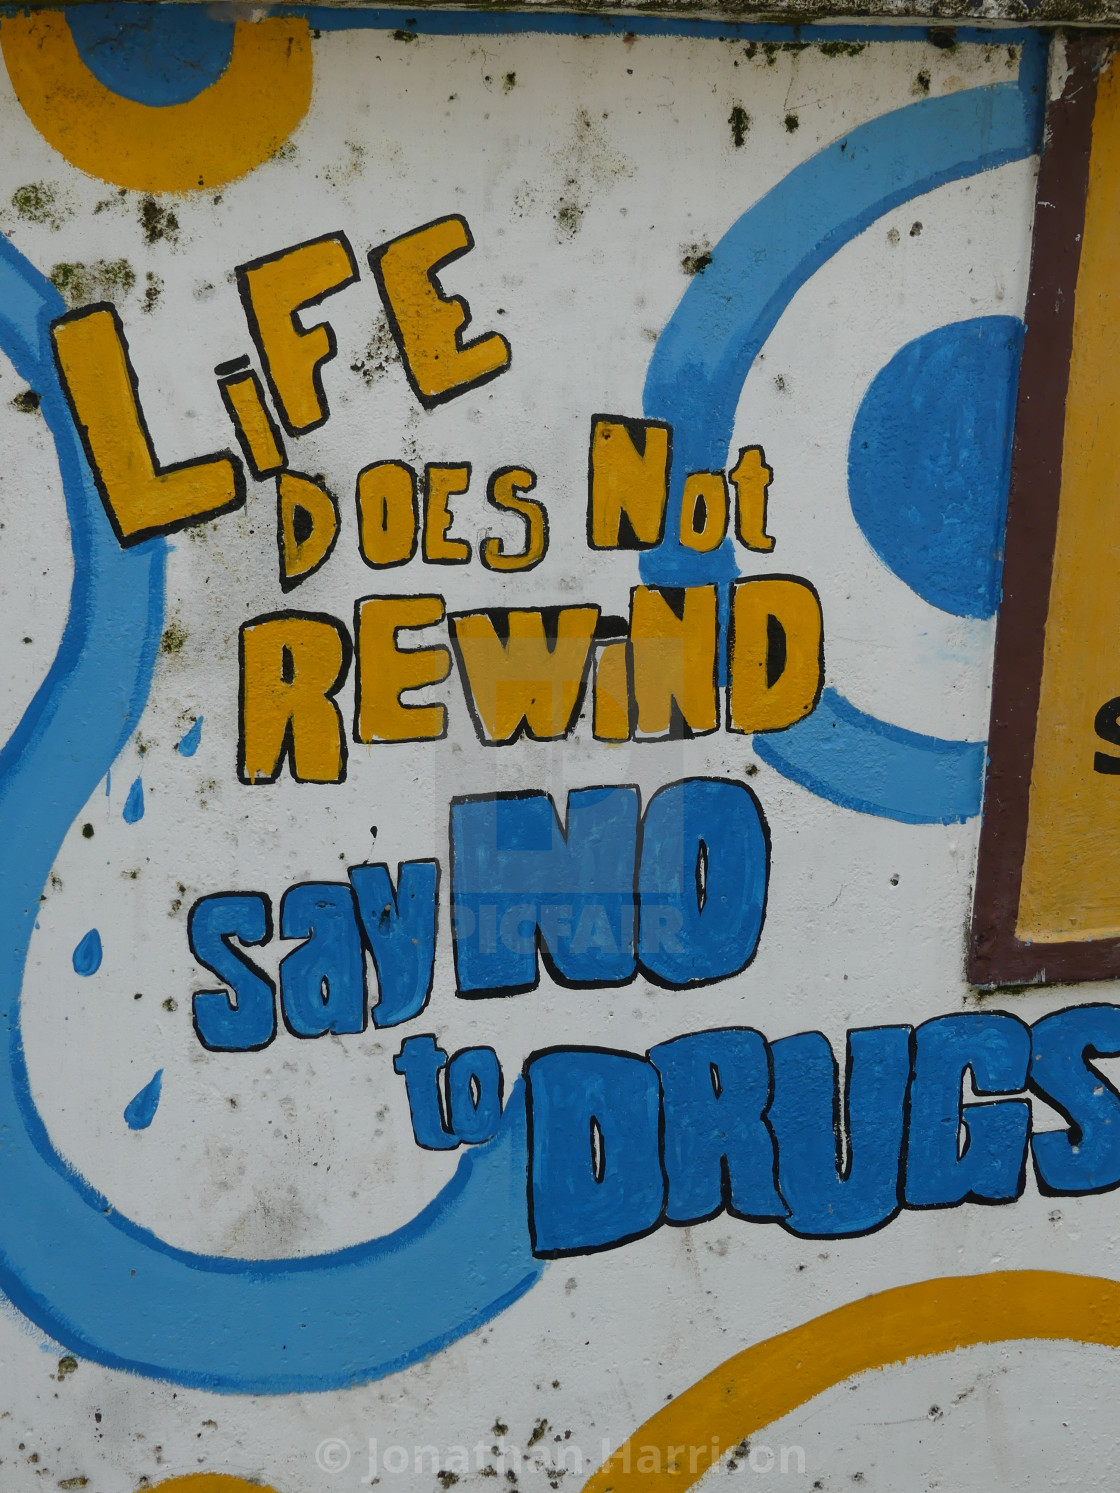 LiFE
DOES Not
REWiND
say NO
to DRUGS
PICFAIR
© Jonathan Harrison